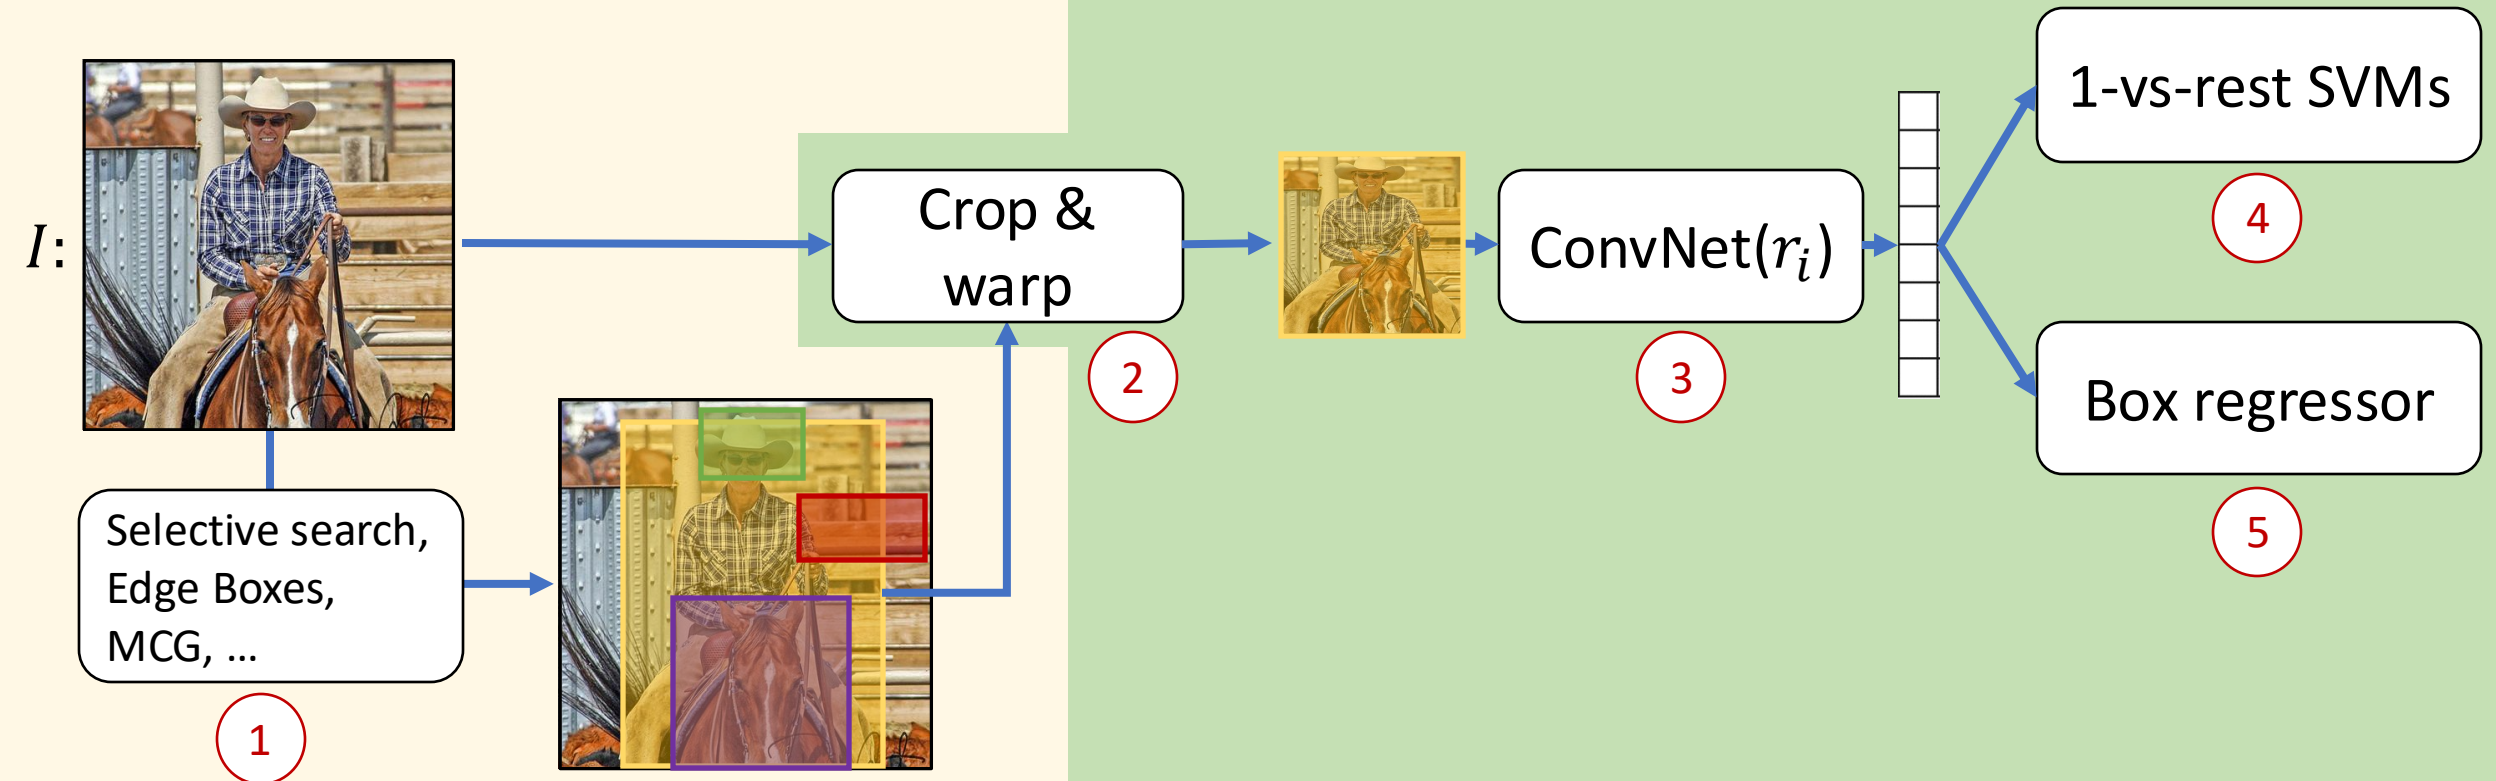 I:
Selective search,
Edge Boxes,
MCG, ...
1
Crop &
warp
2
ConvNet(rᵢ)
3
1-vs-rest SVMs
4
Box regressor
5